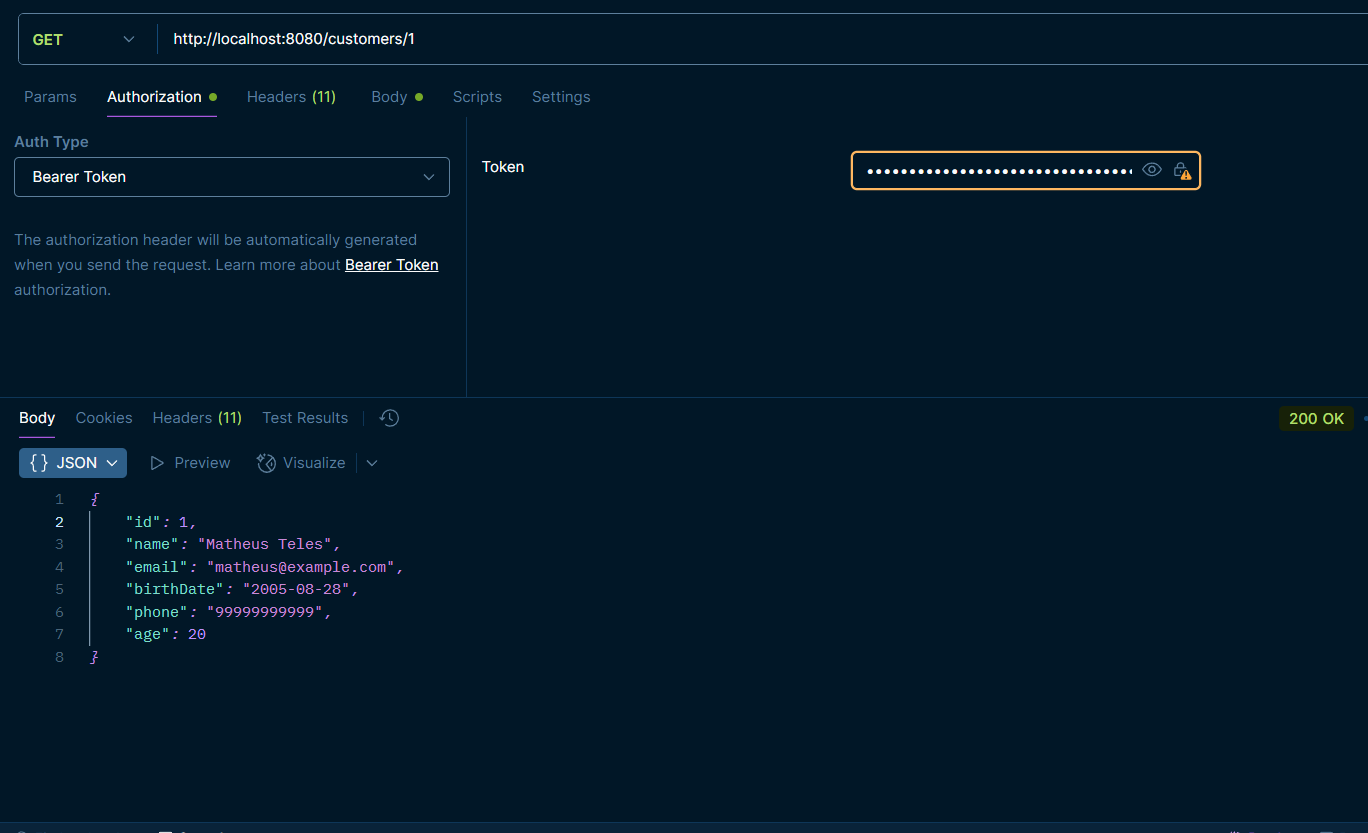 GET http://localhost:8080/customers/1
Params Authorization Headers (11) Body Scripts Settings
Auth Type
Bearer Token
The authorization header will be automatically generated
when you send the request. Learn more about Bearer Token
authorization.
Token
Body Cookies Headers (11) Test Results 200 OK
{} JSON Preview Visualize
1 {
2 "id": 1,
3 "name": "Matheus Teles",
4 "email": "matheus@example.com",
5 "birthDate": "2005-08-28",
6 "phone": "99999999999",
7 "age": 20
8 }